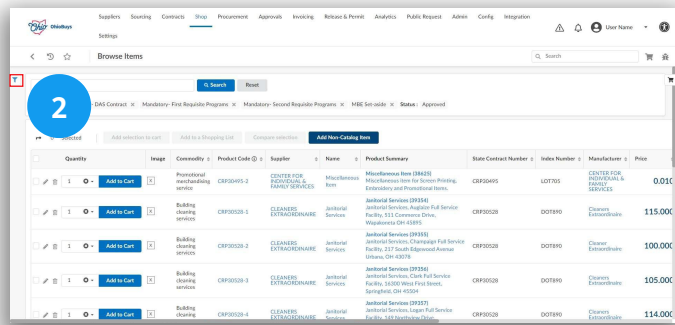 Suppliers Sourcing Contracts Shop Procurement Approvals Invoicing Release & Permit Analytics Public Request Admin Config Integration
Ohio OhioBuys
User Name
Settings
Browse Items
Search
Search Reset
2
DAS Contract × Mandatory- First Requisite Programs × Mandatory- Second Requisite Programs × MBE Set-aside × Status : Approved
Selected Add selection to cart Add to a Shopping List Compare selection Add Non-Catalog Item
Quantity Image Commodity Product Code Supplier Name Product Summary State Contract Number Index Number Manufacturer Price
1 Add to Cart
Promotional merchandising service
CRP30495-2
CENTER FOR INDIVIDUAL & FAMILY SERVICES
Miscellaneous Item
Miscellaneous Item (38625)
Miscellaneous Item for Screen Printing,
Embroidery and Promotional Items.
CRP30495
LOT705
CENTER FOR INDIVIDUAL & FAMILY SERVICES
0.010
1 Add to Cart
Building cleaning services
CRP30528-1
CLEANERS EXTRAORDINAIRE
Janitorial Services
Janitorial Services (39354)
Janitorial Services, Auglaize Full Service
Facility, 511 Commerce Drive,
Wapakoneta OH 45895
CRP30528
DOT890
Cleaners Extraordinaire
115.000
1 Add to Cart
Building cleaning services
CRP30528-2
CLEANERS EXTRAORDINAIRE
Janitorial Services
Janitorial Services (39355)
Janitorial Services, Champaign Full Service
Facility, 217 South Edgewood Avenue
Urbana, OH 43078
CRP30528
DOT890
Cleaner Extraordinaire
100.000
1 Add to Cart
Building cleaning services
CRP30528-3
CLEANERS EXTRAORDINAIRE
Janitorial Services
Janitorial Services (39356)
Janitorial Services, Clark Full Service
Facility, 16200 West First Street,
Springfield, OH 45504
CRP30528
DOT890
Cleaners Extraordinaire
105.000
1 Add to Cart
Building cleaning services
CRP30528-4
CLEANERS EXTRAORDINAIRE
Janitorial Services
Janitorial Services (39357)
Janitorial Services, Logan Full Service
Facility, 549 Northview Drive
CRP30528
DOT890
Cleaners Extraordinaire
114.000